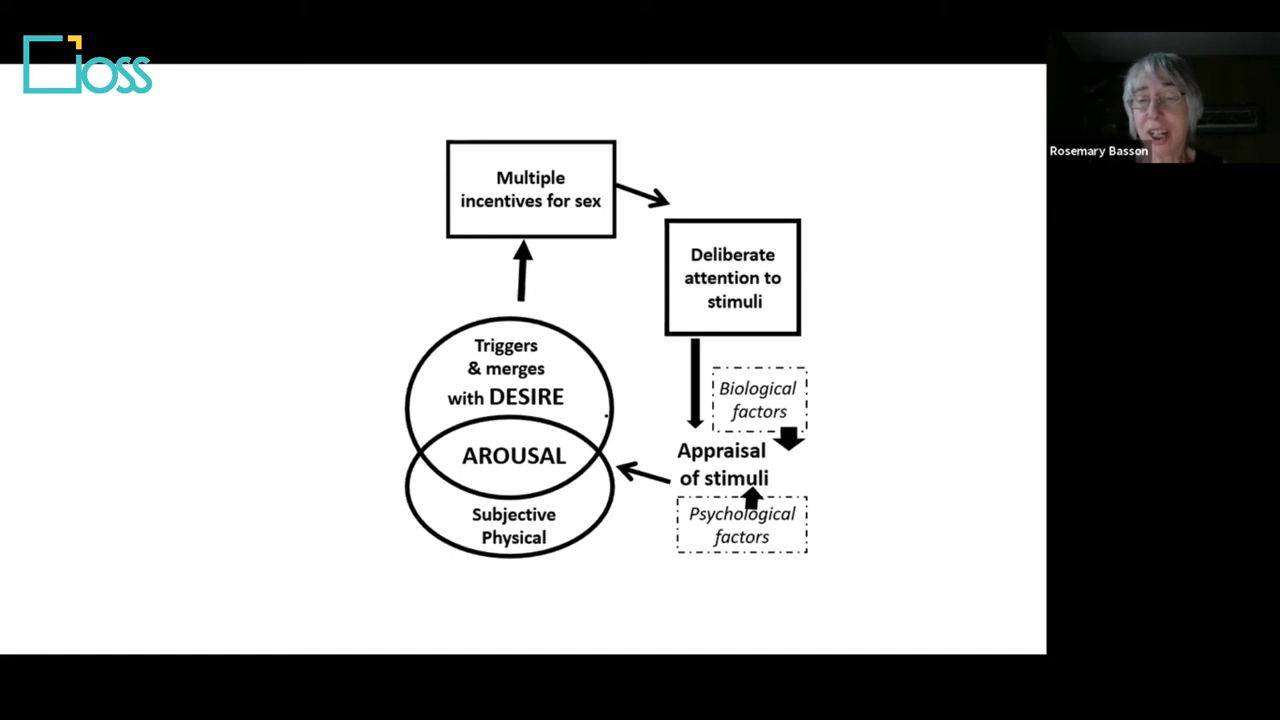 ioss
Rosemary Basson
Multiple
incentives for sex
Deliberate
attention to
stimuli
Triggers
& merges
with DESIRE
AROUSAL
Subjective
Physical
Biological
factors
Appraisal
of stimuli
Psychological
factors